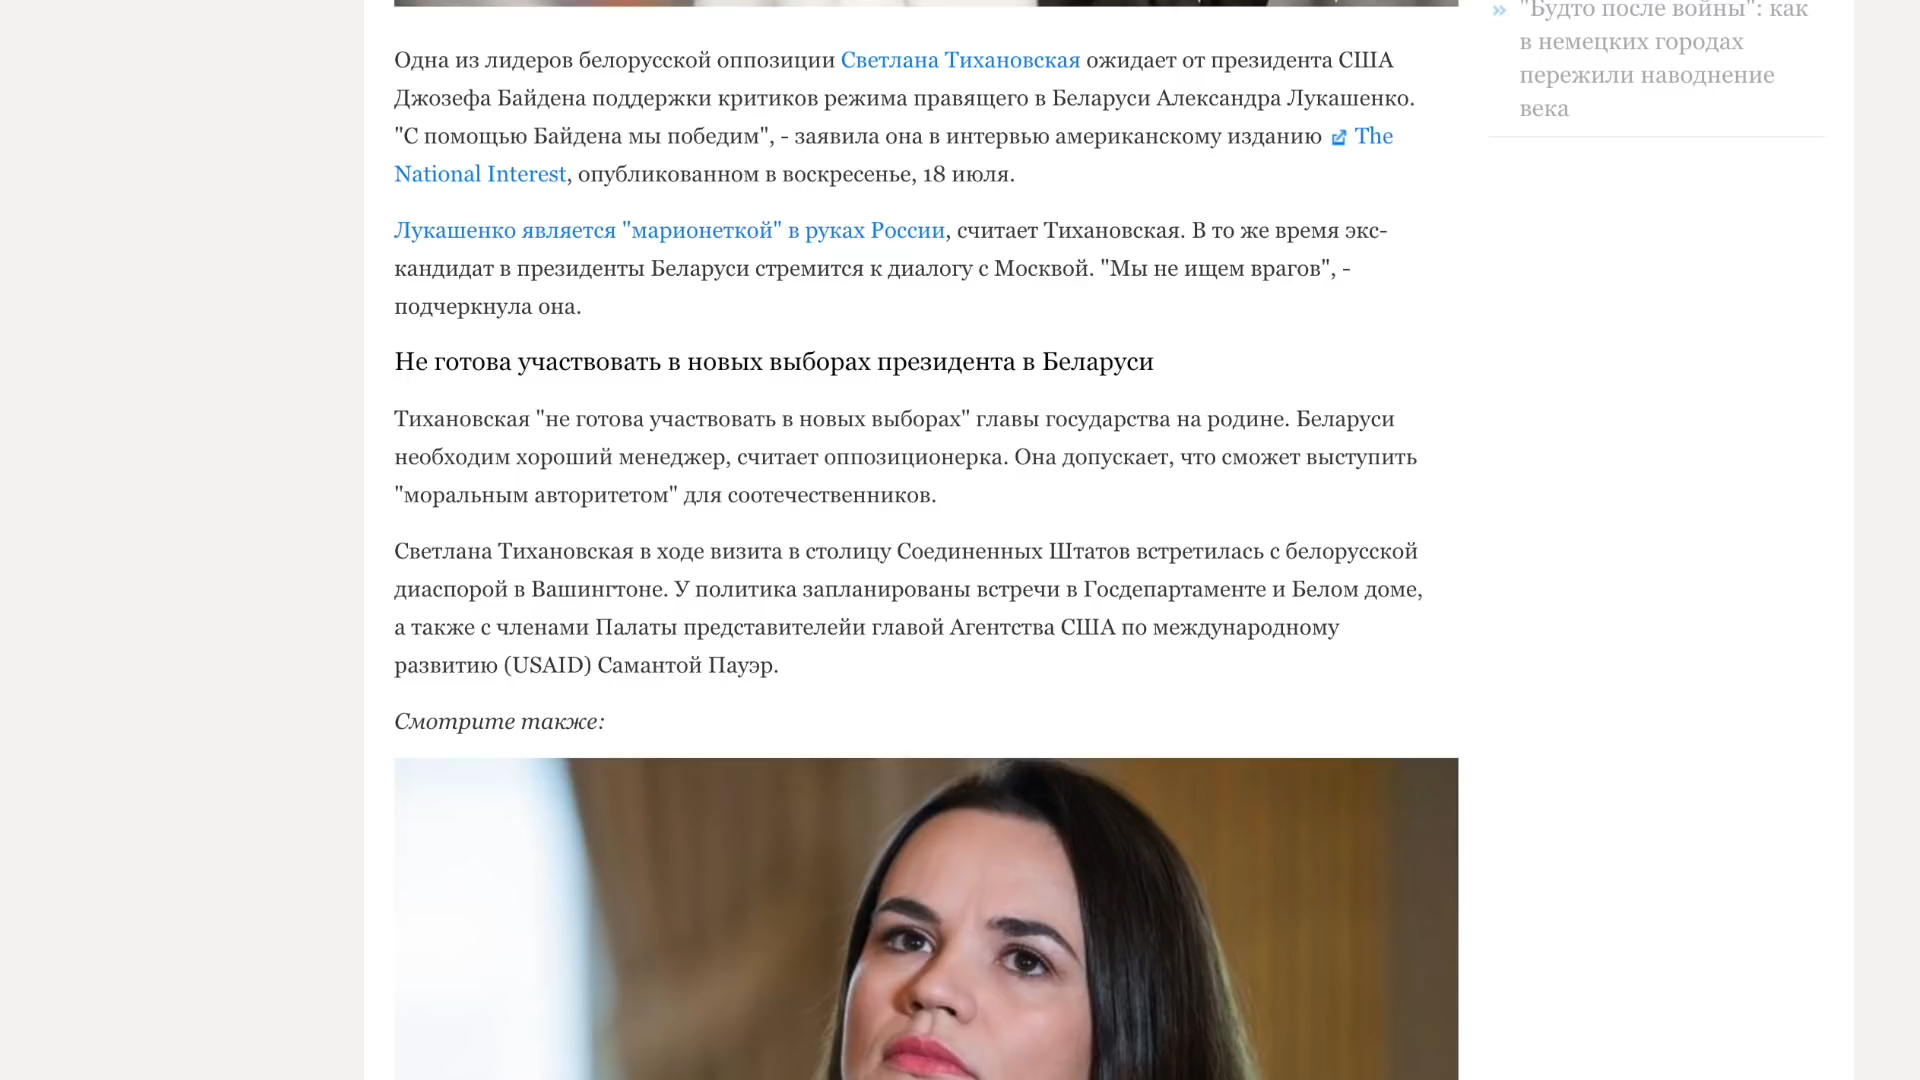 Одна из лидеров белорусской оппозиции Светлана Тихановская ожидает от президента США
Джозефа Байдена поддержки критиков режима правящего в Беларуси Александра Лукашенко.
"С помощью Байдена мы победим", - заявила она в интервью американскому изданию The
National Interest, опубликованном в воскресенье, 18 июля.
Лукашенко является "марионеткой" в руках России, считает Тихановская. В то же время экс-
кандидат в президенты Беларуси стремится к диалогу с Москвой. "Мы не ищем врагов", -
подчеркнула она.
Не готова участвовать в новых выборах президента в Беларуси
Тихановская "не готова участвовать в новых выборах" главы государства на родине. Беларуси
необходим хороший менеджер, считает оппозиционерка. Она допускает, что сможет выступить
"моральным авторитетом" для соотечественников.
Светлана Тихановская в ходе визита в столицу Соединенных Штатов встретилась с белорусской
диаспорой в Вашингтоне. У политика запланированы встречи в Госдепартаменте и Белом доме,
а также с членами Палаты представителейи главой Агентства США по международному
развитию (USAID) Самантой Пауэр.
Смотрите также:
» "Будто после войны": как
в немецких городах
пережили наводнение
века